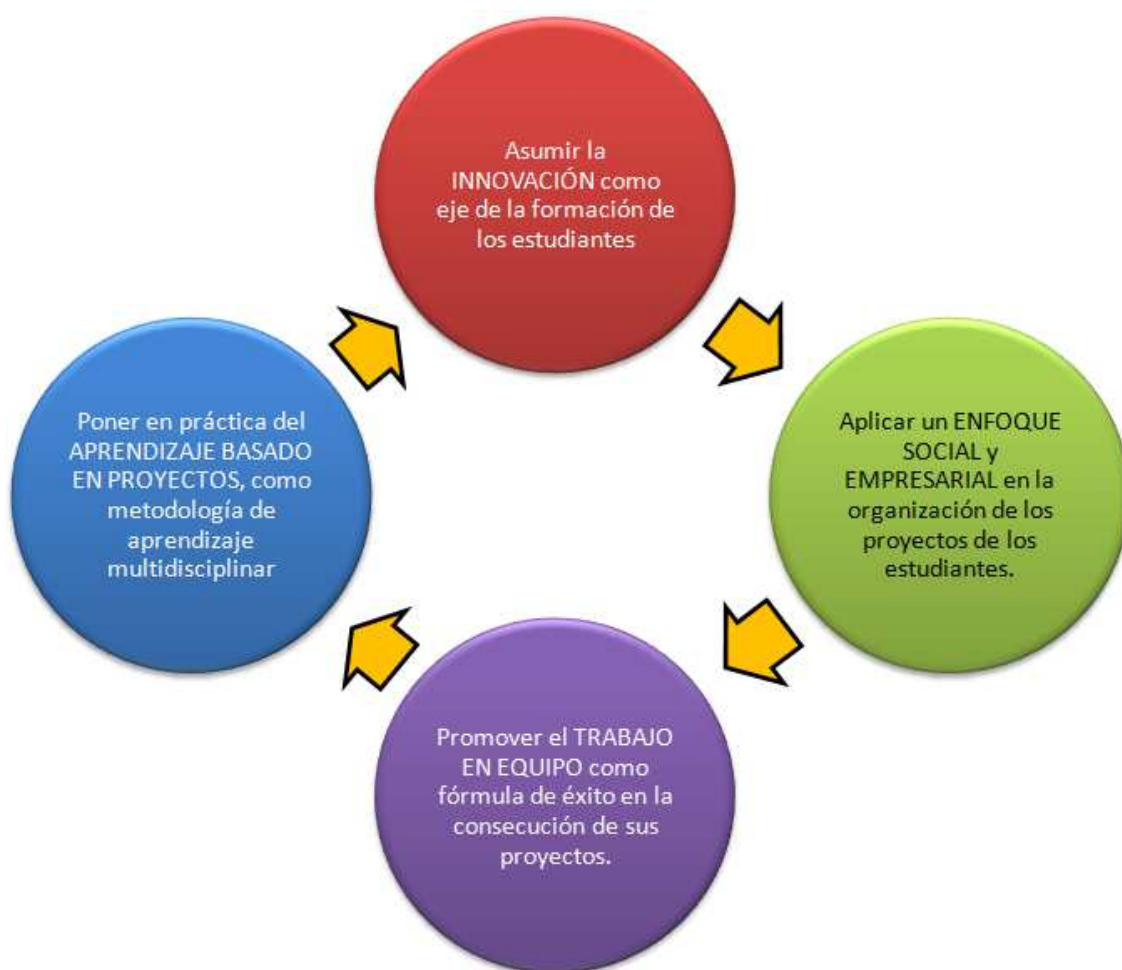 Asumir la
INNOVACIÓN como
eje de la formación de
los estudiantes
Aplicar un ENFOQUE
SOCIAL y
EMPRESARIAL en la
organización de los
proyectos de los
estudiantes.
Promover el TRABAJO
EN EQUIPO como
fórmula de éxito en la
consecución de sus
proyectos.
Poner en práctica del
APRENDIZAJE BASADO
EN PROYECTOS, como
metodología de
aprendizaje
multidisciplinar